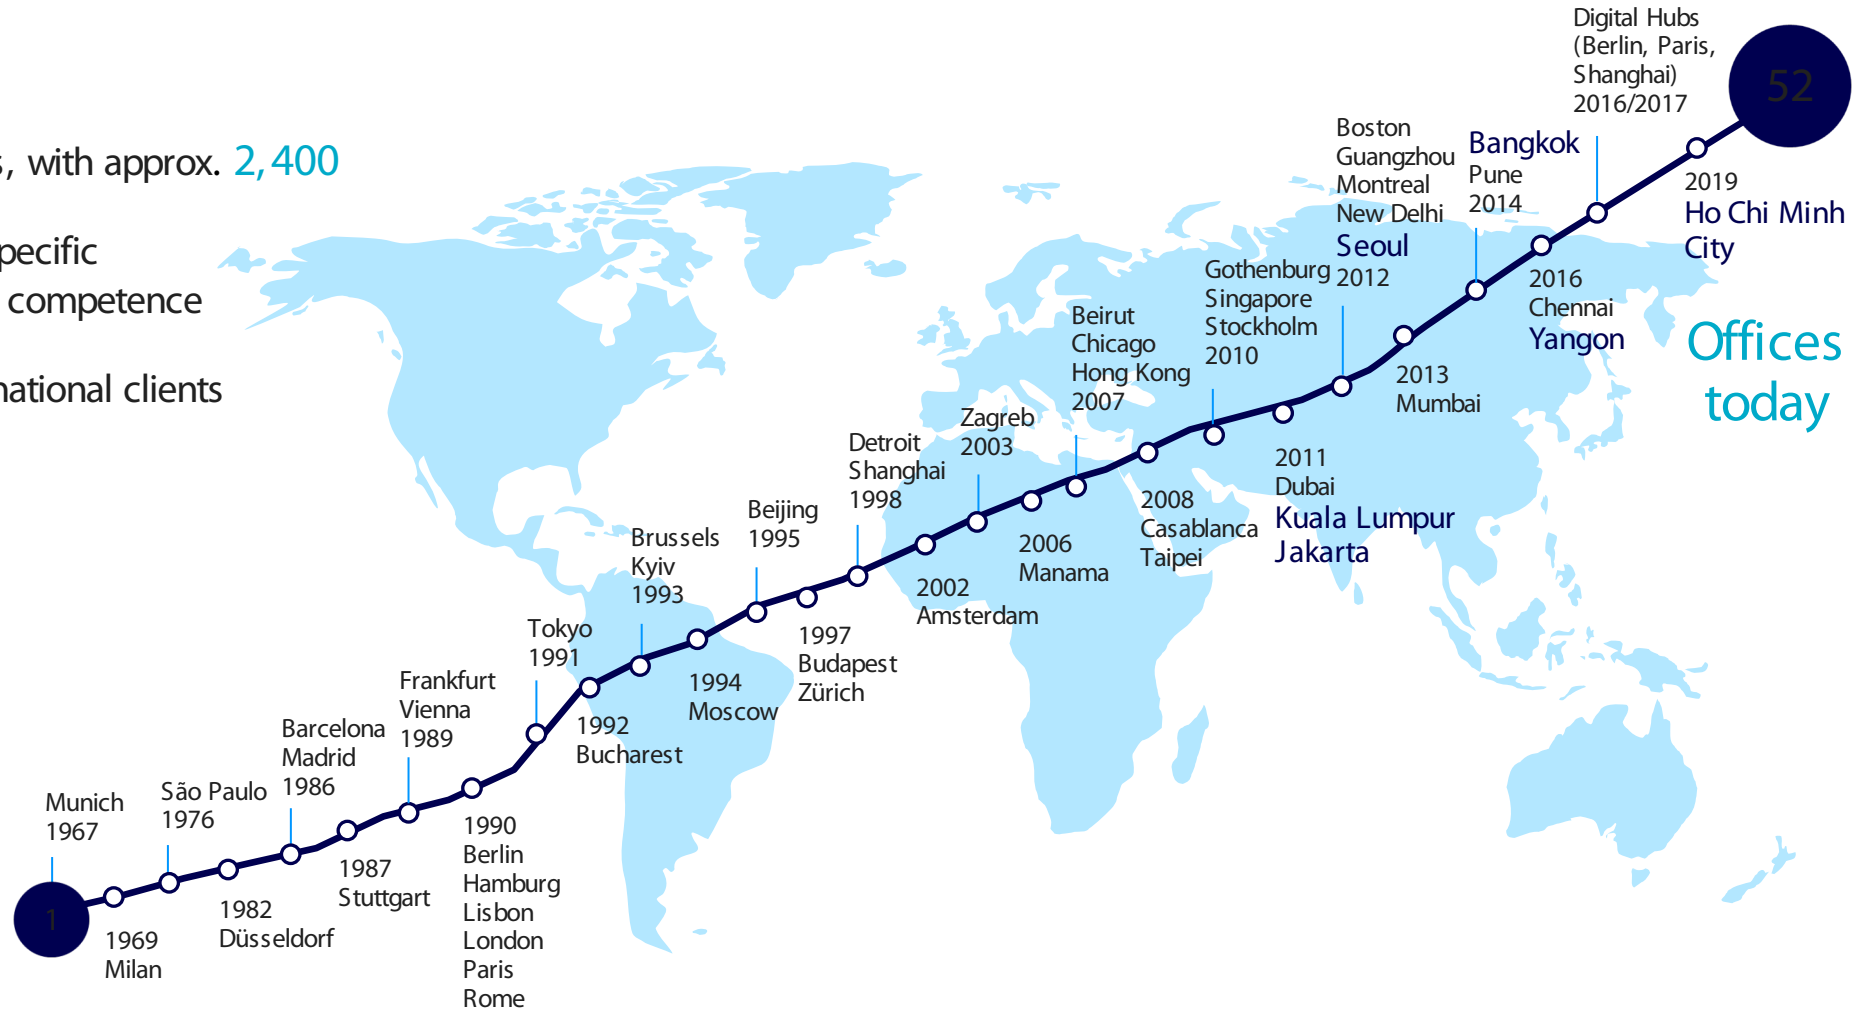 s, with approx. 2,400
pecific
competence
national clients
1
Munich
1967
1969
Milan
São Paulo
1976
1982
Düsseldorf
Barcelona
Madrid
1986
1987
Stuttgart
Frankfurt
Vienna
1989
1990
Berlin
Hamburg
Lisbon
London
Paris
Rome
Tokyo
1991
1992
Bucharest
Brussels
Kyiv
1993
1994
Moscow
Beijing
1995
1997
Budapest
Zürich
Detroit
Shanghai
1998
2002
Amsterdam
Zagreb
2003
2006
Manama
Beirut
Chicago
Hong Kong
2007
2008
Casablanca
Taipei
Gothenburg
Singapore
Stockholm
2010
2011
Dubai
Kuala Lumpur
Jakarta
Boston
Guangzhou
Montreal
New Delhi
Seoul
2012
2013
Mumbai
Bangkok
Pune
2014
2016
Chennai
Yangon
Digital Hubs
(Berlin, Paris,
Shanghai)
2016/2017
2019
Ho Chi Minh
City
52
Offices
today